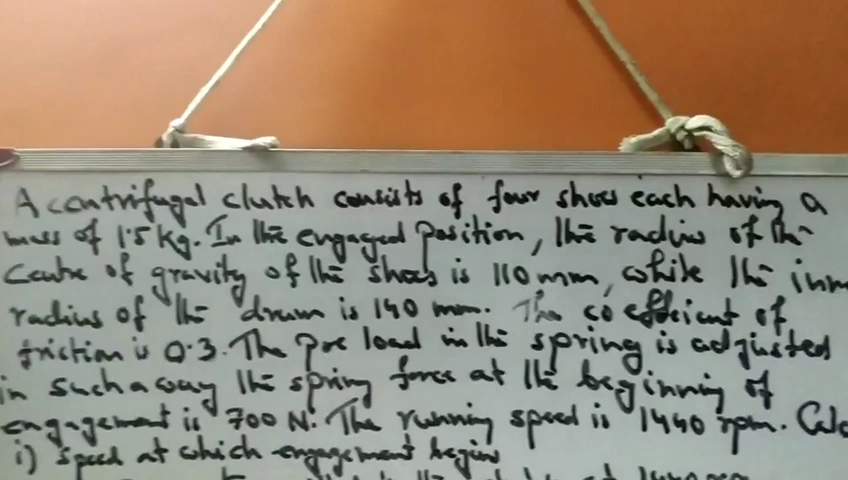 A centrifugal clutch consists of four shoes each having a
mass of 1.5 Kg. In the engaged position, the radius of the
Centre of gravity of the shoes is 110 mm, while the inn
radius of the drum is 140 mm. The coefficient of
friction is 0.3. The pre load in the spring is adjusted
in such a way the spring force at the beginning of
engagement is 700 N. The running speed is 1440 rpm. Calc
i) speed at which engagement begins